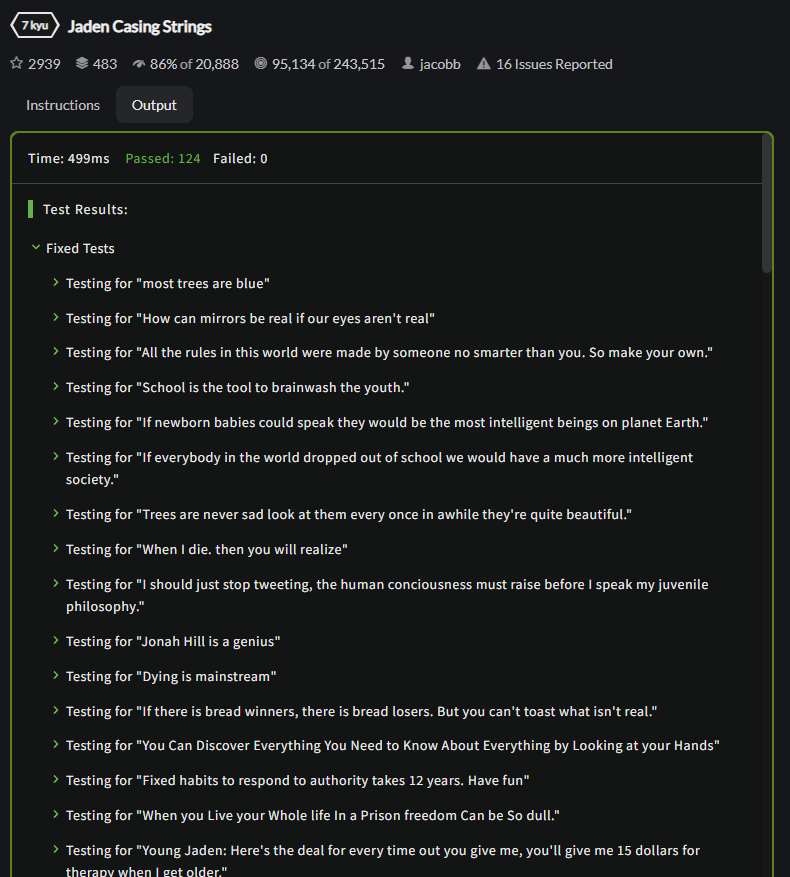 7 kyu Jaden Casing Strings
2939 483 86% of 20,888 95,134 of 243,515 jacobb 16 Issues Reported
Instructions Output
Time: 499ms Passed: 124 Failed: 0
Test Results:
Fixed Tests
Testing for "most trees are blue"
Testing for "How can mirrors be real if our eyes aren't real"
Testing for "All the rules in this world were made by someone no smarter than you. So make your own."
Testing for "School is the tool to brainwash the youth."
Testing for "If newborn babies could speak they would be the most intelligent beings on planet Earth."
Testing for "If everybody in the world dropped out of school we would have a much more intelligent
society."
Testing for "Trees are never sad look at them every once in awhile they're quite beautiful."
Testing for "When I die. then you will realize"
Testing for "I should just stop tweeting, the human conciousness must raise before I speak my juvenile
philosophy."
Testing for "Jonah Hill is a genius"
Testing for "Dying is mainstream"
Testing for "If there is bread winners, there is bread losers. But you can't toast what isn't real."
Testing for "You Can Discover Everything You Need to Know About Everything by Looking at your Hands"
Testing for "Fixed habits to respond to authority takes 12 years. Have fun"
Testing for "When you Live your Whole life In a Prison freedom Can be So dull."
Testing for "Young Jaden: Here's the deal for every time out you give me, you'll give me 15 dollars for
therapy when I get older."